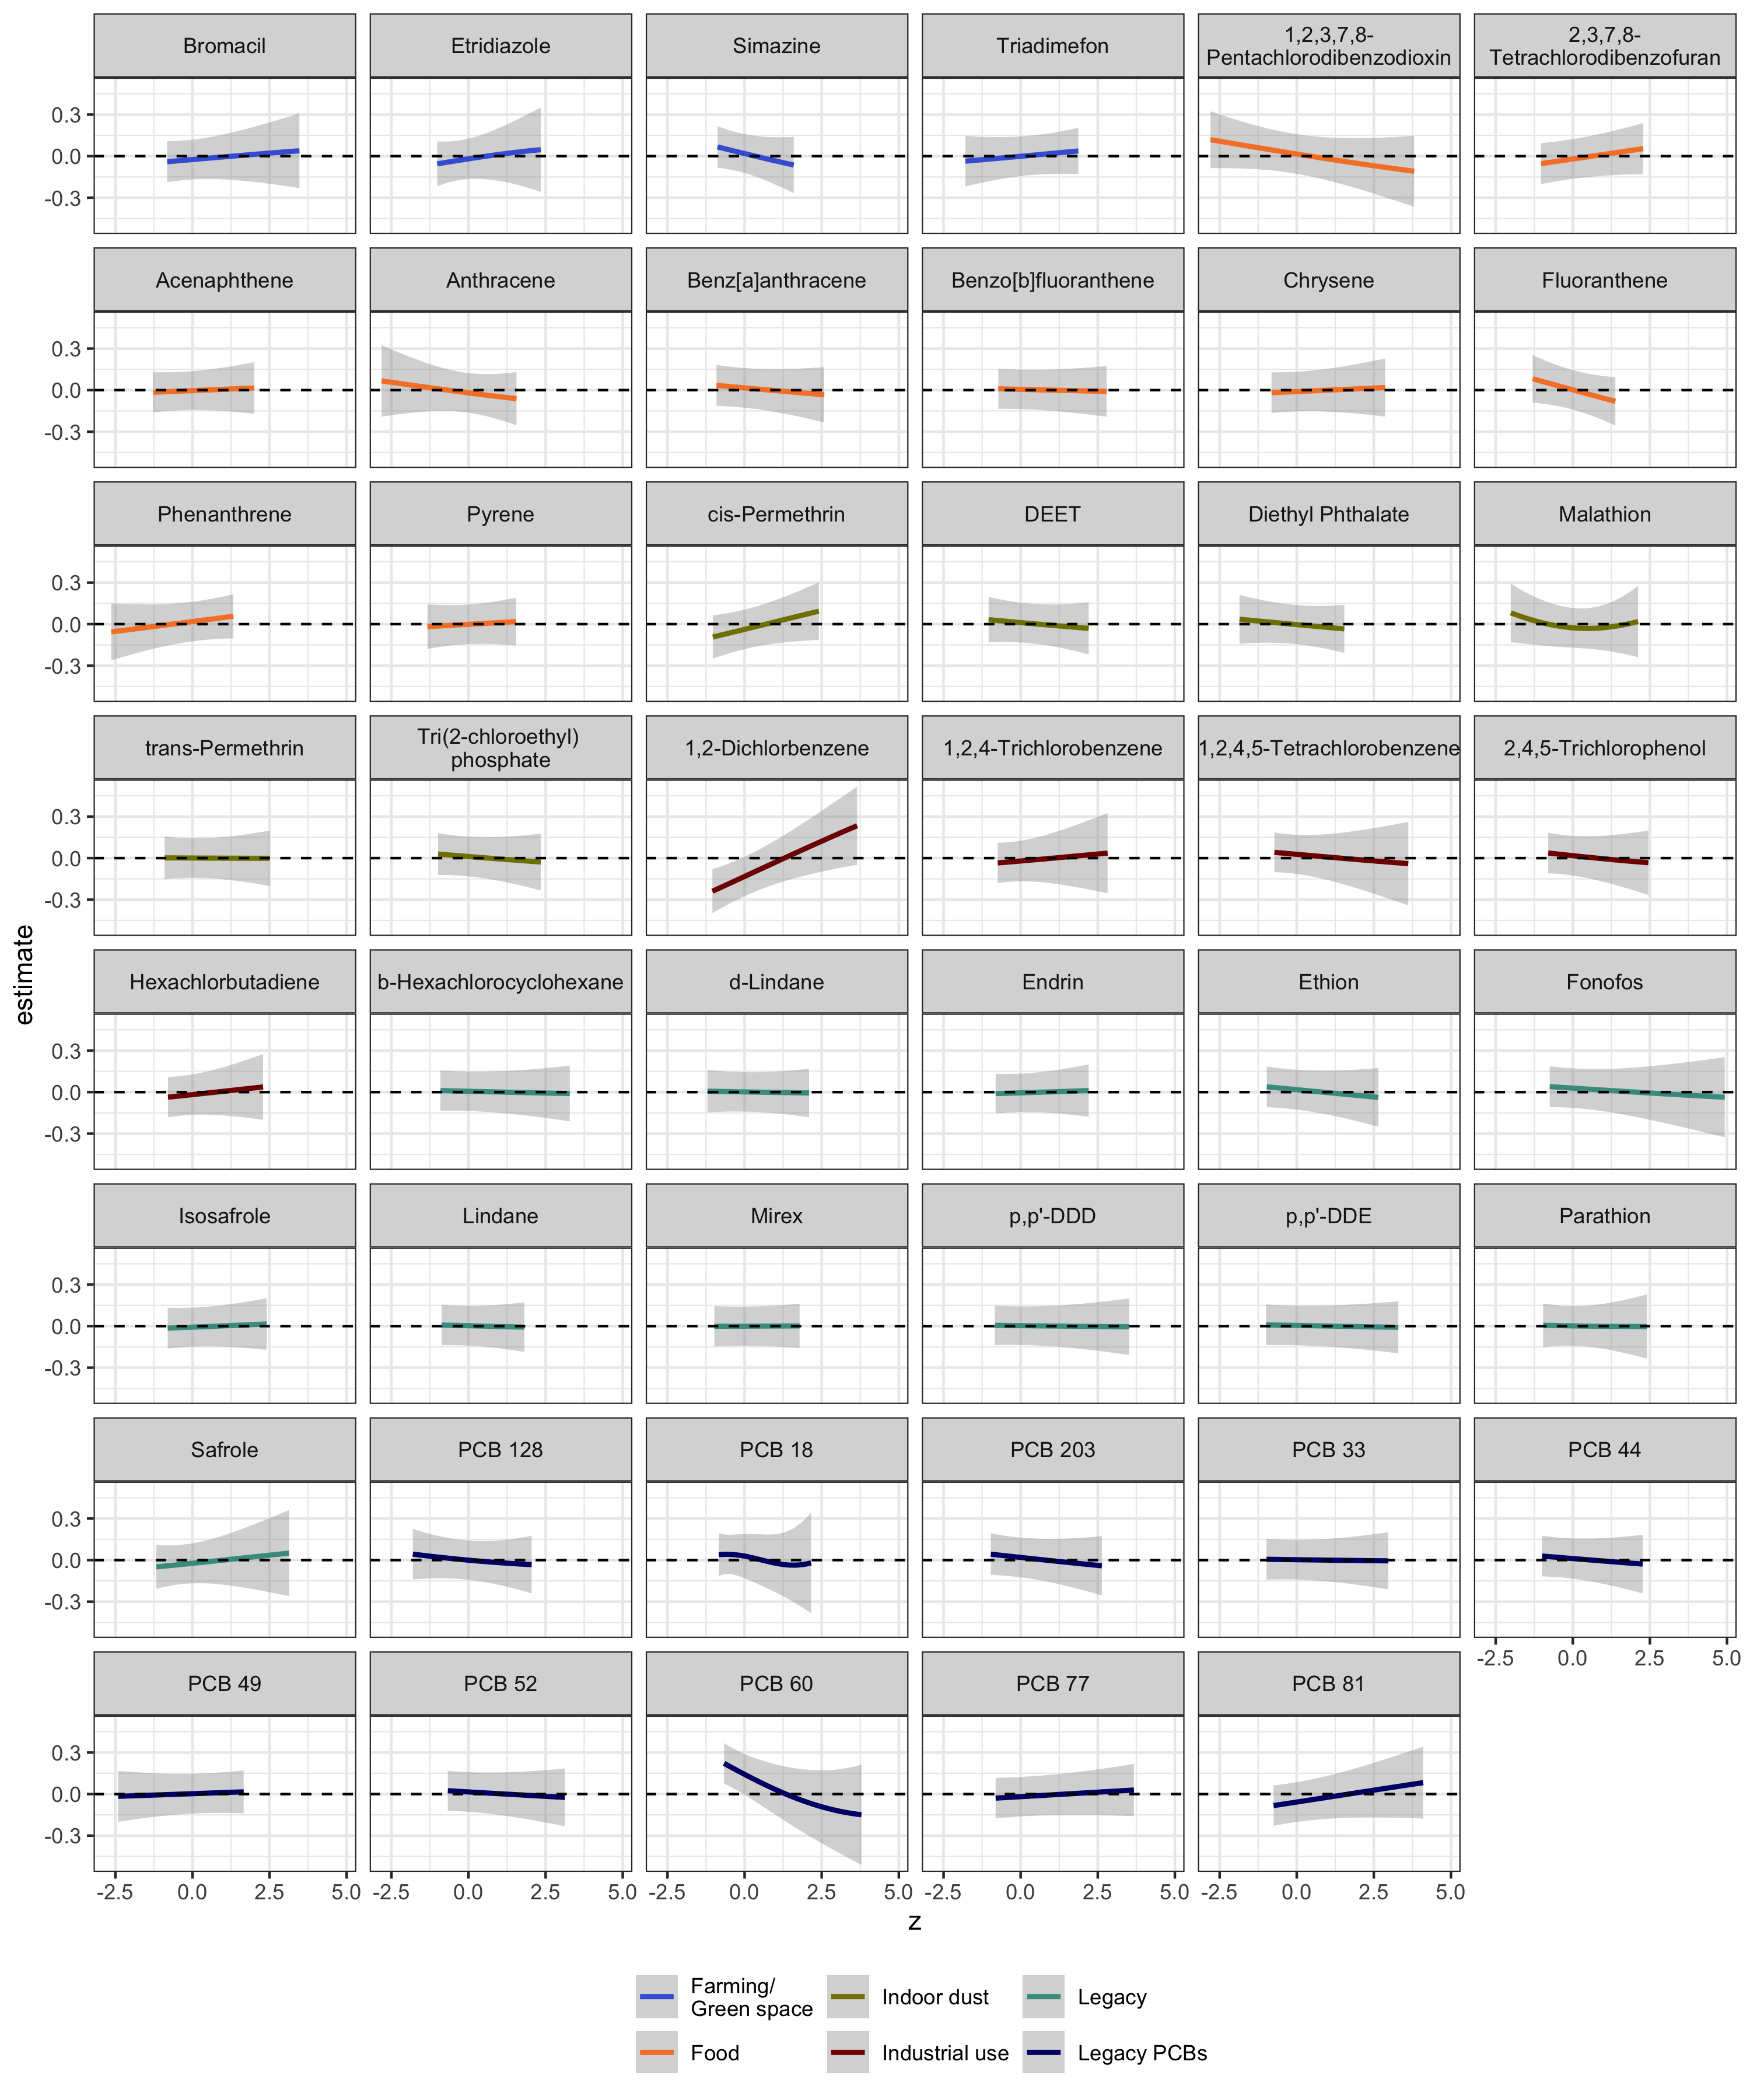 Bromacil
Etridiazole
Simazine
Triadimefon
1,2,3,7,8-
Pentachlorodibenzodioxin
2,3,7,8-
Tetrachlorodibenzofuran
0.3
0.0
-0.3
Acenaphthene
Anthracene
Benz[a]anthracene
Benzo[b]fluoranthene
Chrysene
Fluoranthene
0.3
0.0
-0.3
Phenanthrene
Pyrene
cis-Permethrin
DEET
Diethyl Phthalate
Malathion
0.3
0.0
-0.3
trans-Permethrin
Tri(2-chloroethyl)
phosphate
1,2-Dichlorbenzene
1,2,4-Trichlorobenzene
1,2,4,5-Tetrachlorobenzene
2,4,5-Trichlorophenol
0.3
0.0
-0.3
estimate
Hexachlorbutadiene
b-Hexachlorocyclohexane
d-Lindane
Endrin
Ethion
Fonofos
0.3
0.0
-0.3
Isosafrole
Lindane
Mirex
p,p'-DDD
p,p'-DDE
Parathion
0.3
0.0
-0.3
Safrole
PCB 128
PCB 18
PCB 203
PCB 33
PCB 44
0.3
0.0
-0.3
-2.5 0.0 2.5 5.0
PCB 49
PCB 52
PCB 60
PCB 77
PCB 81
0.3
0.0
-0.3
-2.5 0.0 2.5 5.0
-2.5 0.0 2.5 5.0
-2.5 0.0 2.5 5.0
-2.5 0.0 2.5 5.0
-2.5 0.0 2.5 5.0
z
Farming/
Green space
Indoor dust
Legacy
Food
Industrial use
Legacy PCBs